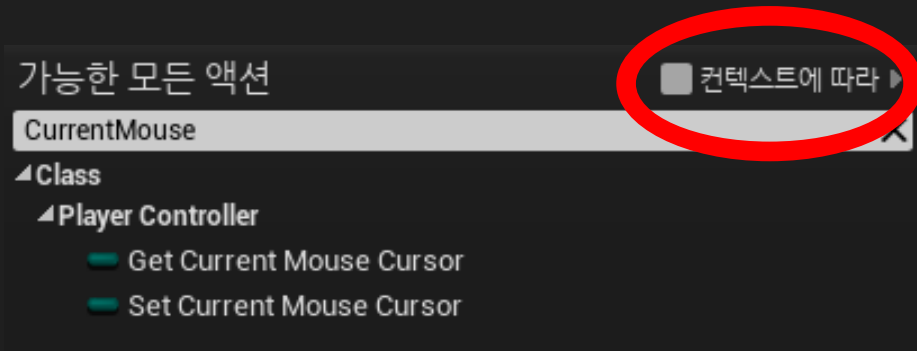 가능한 모든 액션 컨텍스트에 따라
CurrentMouse
Class
Player Controller
Get Current Mouse Cursor
Set Current Mouse Cursor